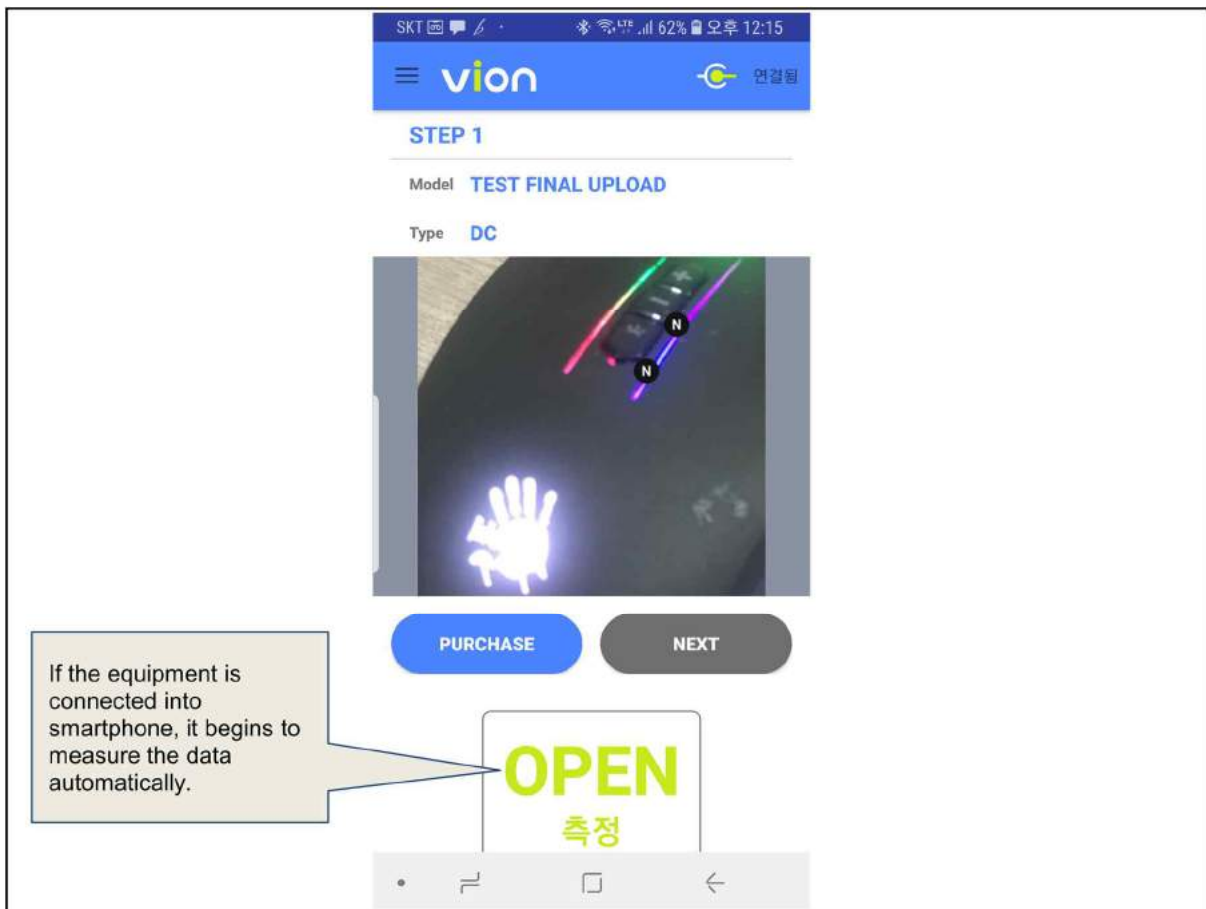 SKT 62% 오후 12:15
vion 연결됨
STEP 1
Model TEST FINAL UPLOAD
Type DC
N
N
PURCHASE NEXT
If the equipment is
connected into
smartphone, it begins to
measure the data
automatically.
OPEN
측정